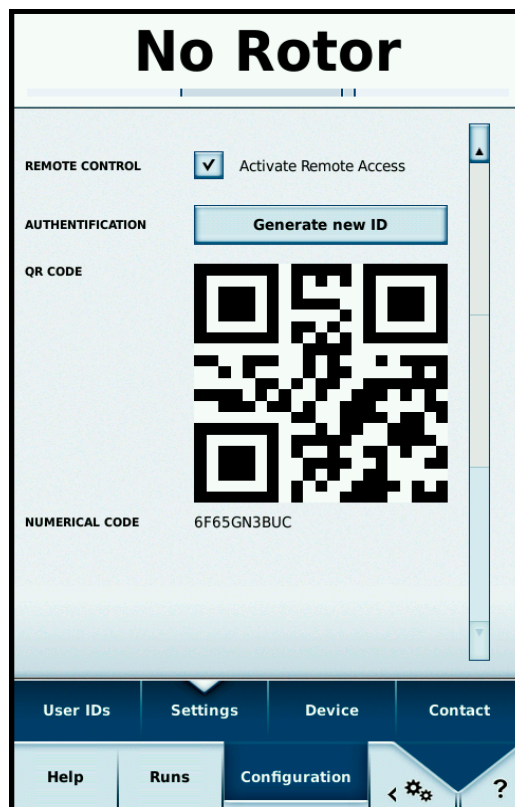 No Rotor
REMOTE CONTROL
Activate Remote Access
AUTHENTIFICATION
Generate new ID
QR CODE
NUMERICAL CODE
6F65GN3BUC
User IDs
Settings
Device
Contact
Help
Runs
Configuration
<
?